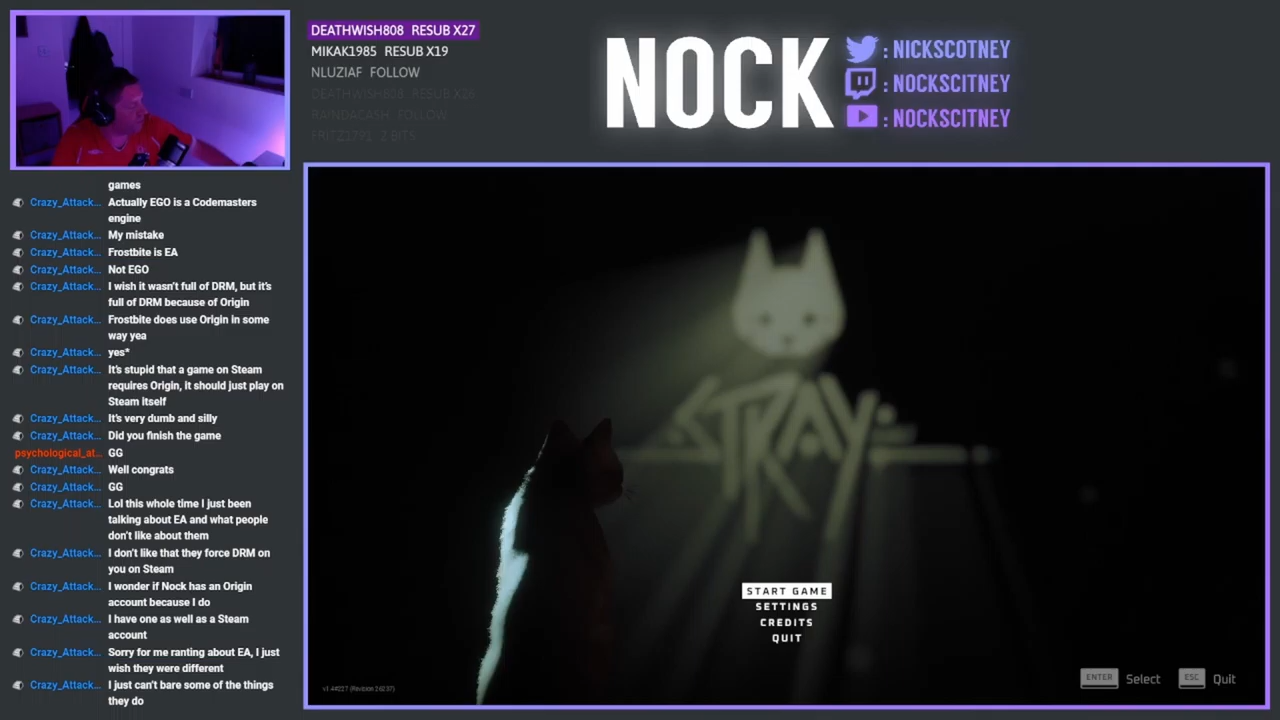 DEATHWISH808 RESUB X27
MIKAK1985 RESUB X19
NLUZIAF FOLLOW
DEATHWISH808 RESUB X26
RAINDACASH FOLLOW
FRITZ1791 2 BITS
NOCK
: NICKSCOTNEY
: NOCKSCITNEY
: NOCKSCITNEY
games
Crazy_Attack... Actually EGO is a Codemasters
engine
Crazy_Attack... My mistake
Crazy_Attack... Frostbite is EA
Crazy_Attack... Not EGO
Crazy_Attack... I wish it wasn't full of DRM, but it's
full of DRM because of Origin
Crazy_Attack... Frostbite does use Origin in some
way yea
Crazy_Attack... yes*
Crazy_Attack... It's stupid that a game on Steam
requires Origin, it should just play on
Steam itself
Crazy_Attack... It's very dumb and silly
Crazy_Attack... Did you finish the game
psychological_at... GG
Crazy_Attack... Well congrats
Crazy_Attack... GG
Crazy_Attack... Lol this whole time I just been
talking about EA and what people
don't like about them
Crazy_Attack... I don't like that they force DRM on
you on Steam
Crazy_Attack... I wonder if Nock has an Origin
account because I do
Crazy_Attack... I have one as well as a Steam
account
Crazy_Attack... Sorry for me ranting about EA, I just
wish they were different
Crazy_Attack... I just can't bare some of the things
they do
STRAY
START GAME
SETTINGS
CREDITS
QUIT
ENTER Select ESC Quit